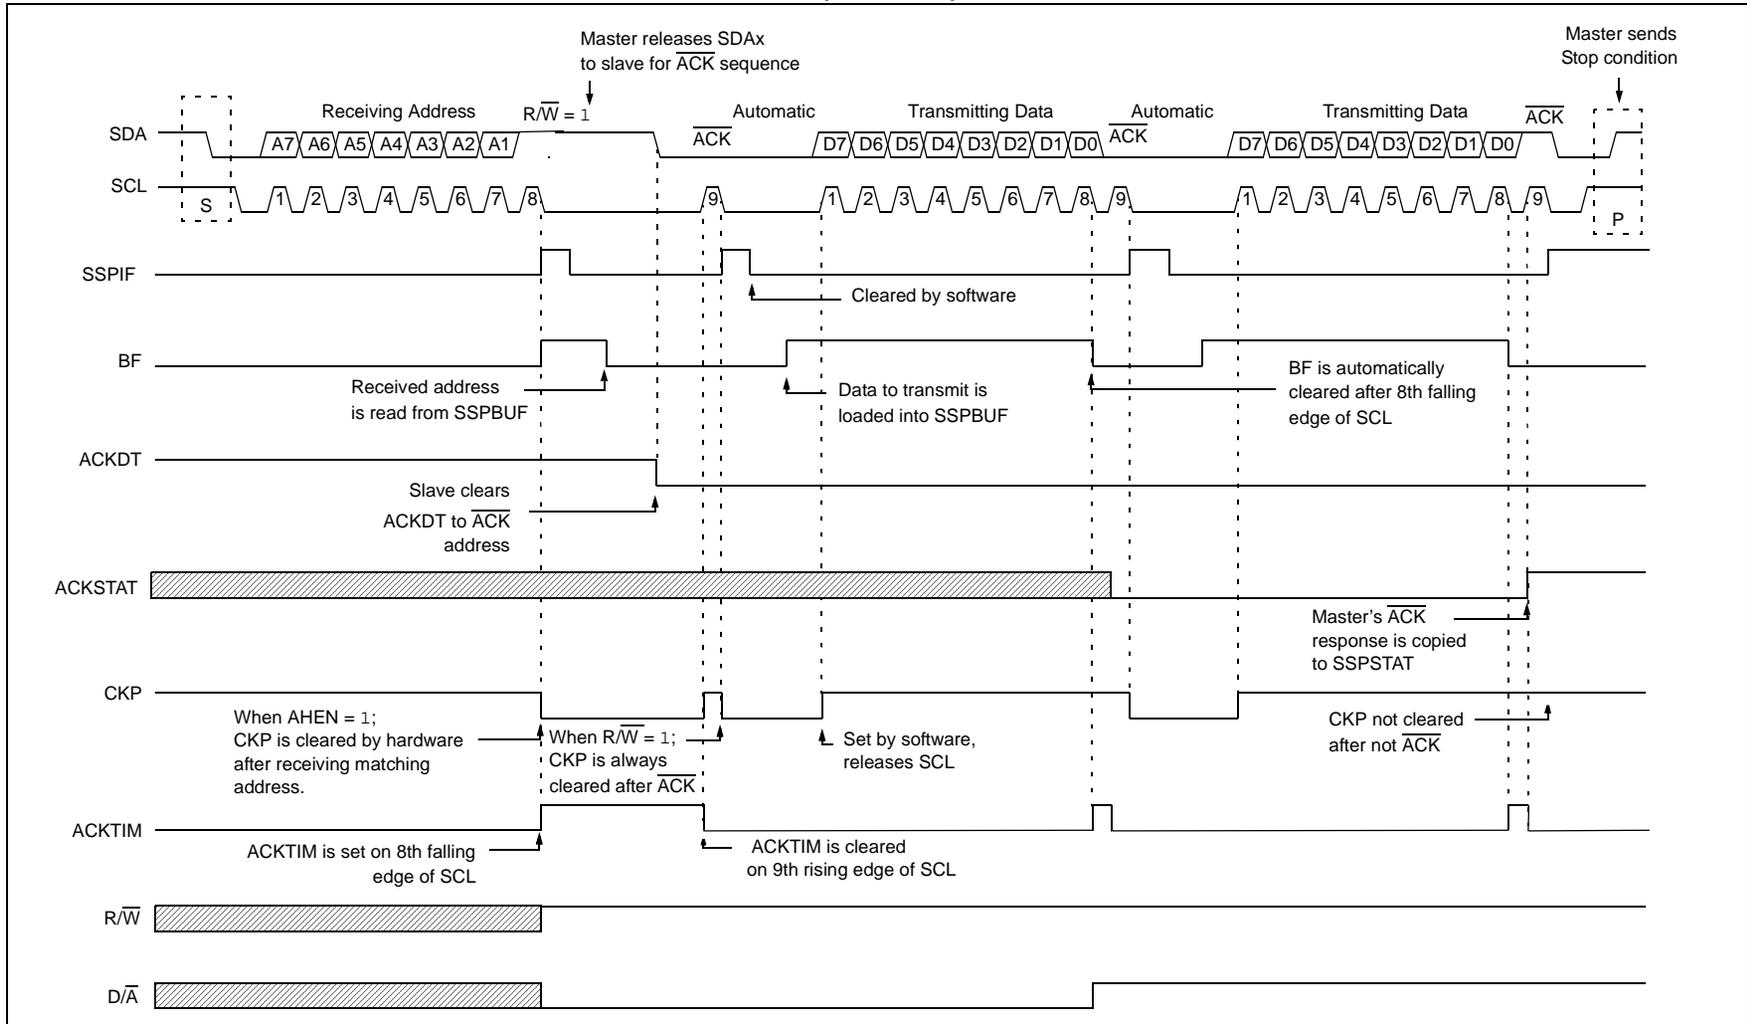 Master releases SDAx
to slave for ACK sequence
Master sends
Stop condition
Receiving Address
R/W = 1
Automatic
Transmitting Data
Automatic
Transmitting Data
ACK
SDA
A7 A6 A5 A4 A3 A2 A1
ACK
D7 D6 D5 D4 D3 D2 D1 D0
ACK
D7 D6 D5 D4 D3 D2 D1 D0
SCL
S
1 2 3 4 5 6 7 8
9
1 2 3 4 5 6 7 8 9
1 2 3 4 5 6 7 8 9
P
SSPIF
Cleared by software
BF
Received address
is read from SSPBUF
Data to transmit is
loaded into SSPBUF
BF is automatically
cleared after 8th falling
edge of SCL
ACKDT
Slave clears
ACKDT to ACK
address
ACKSTAT
Master’s ACK
response is copied
to SSPSTAT
CKP
When AHEN = 1;
CKP is cleared by hardware
after receiving matching
address.
When R/W = 1;
CKP is always
cleared after ACK
Set by software,
releases SCL
CKP not cleared
after not ACK
ACKTIM
ACKTIM is set on 8th falling
edge of SCL
ACKTIM is cleared
on 9th rising edge of SCL
R/W
D/A